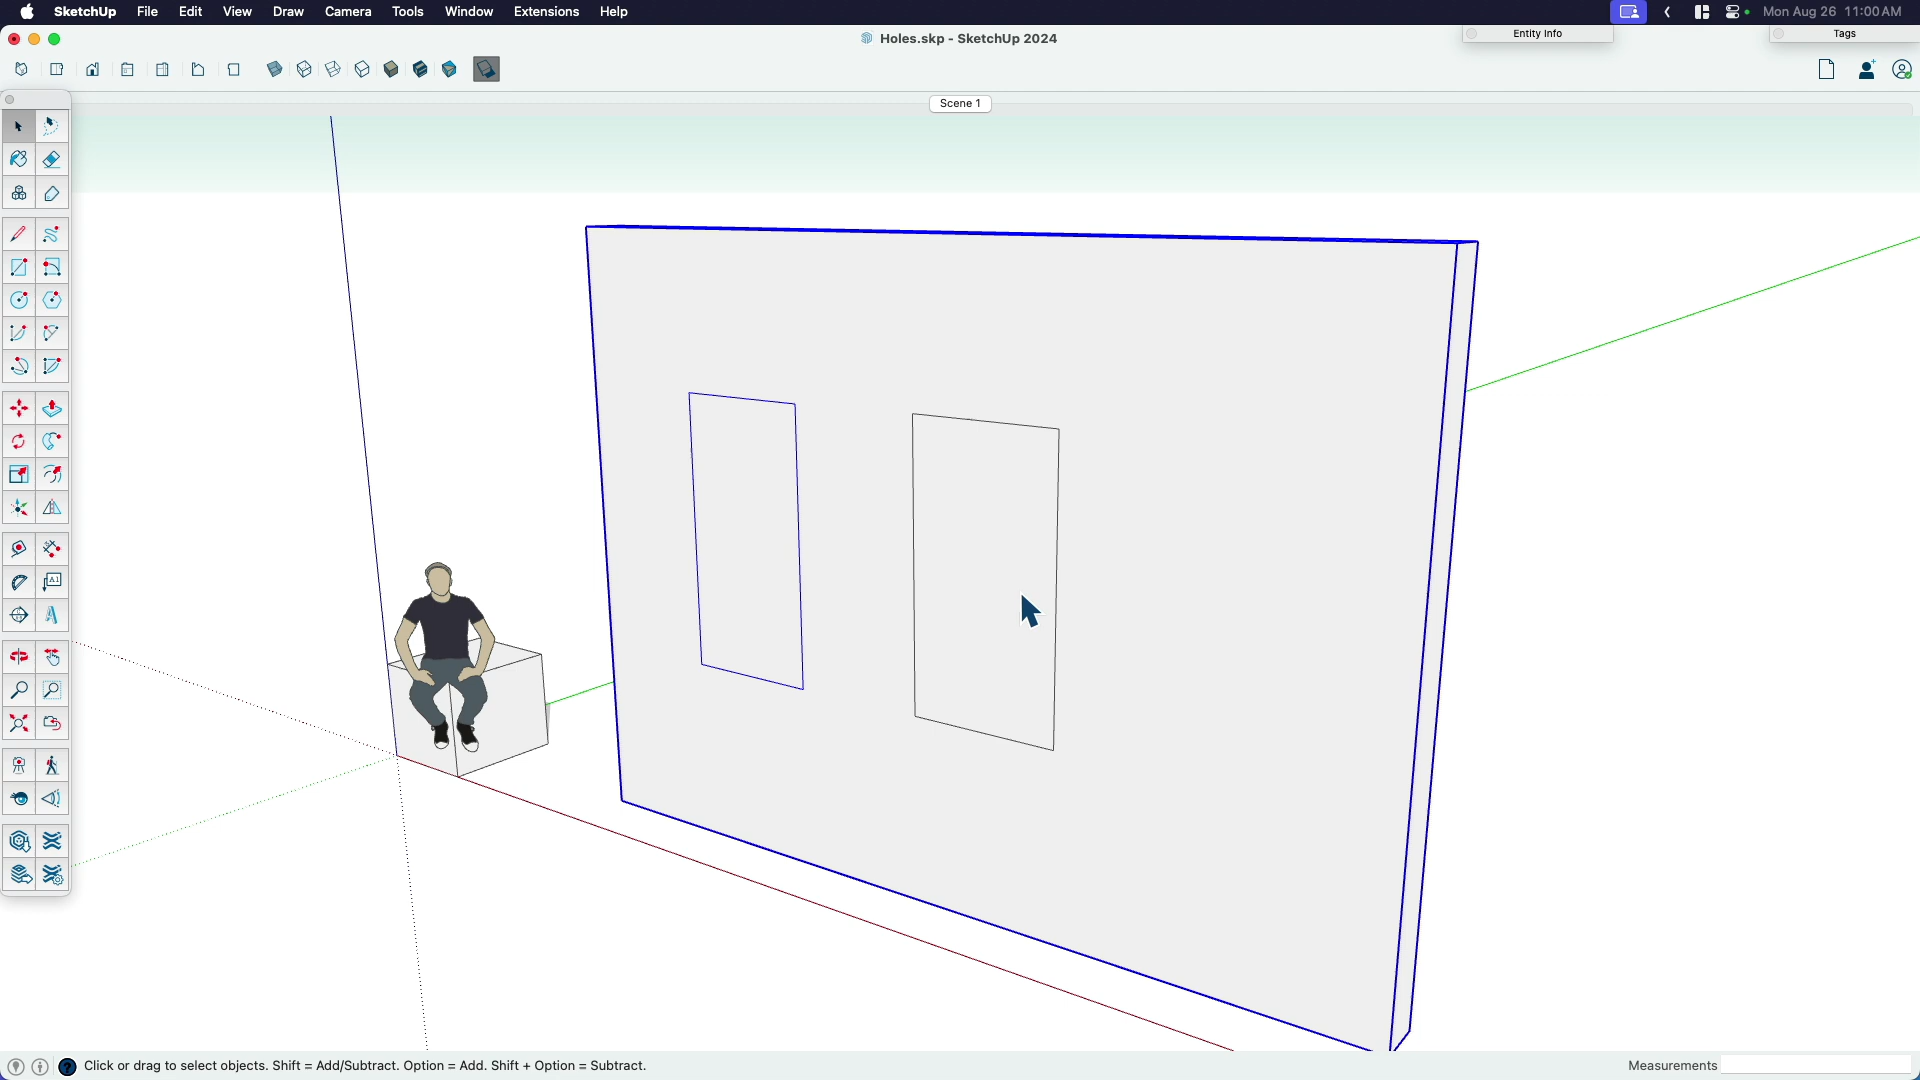 SketchUp File Edit View Draw Camera Tools Window Extensions Help Mon Aug 26 11:00 AM
Holes.skp - SketchUp 2024
Entity Info
Tags
Scene 1
A1
Click or drag to select objects. Shift = Add/Subtract. Option = Add. Shift + Option = Subtract.
Measurements